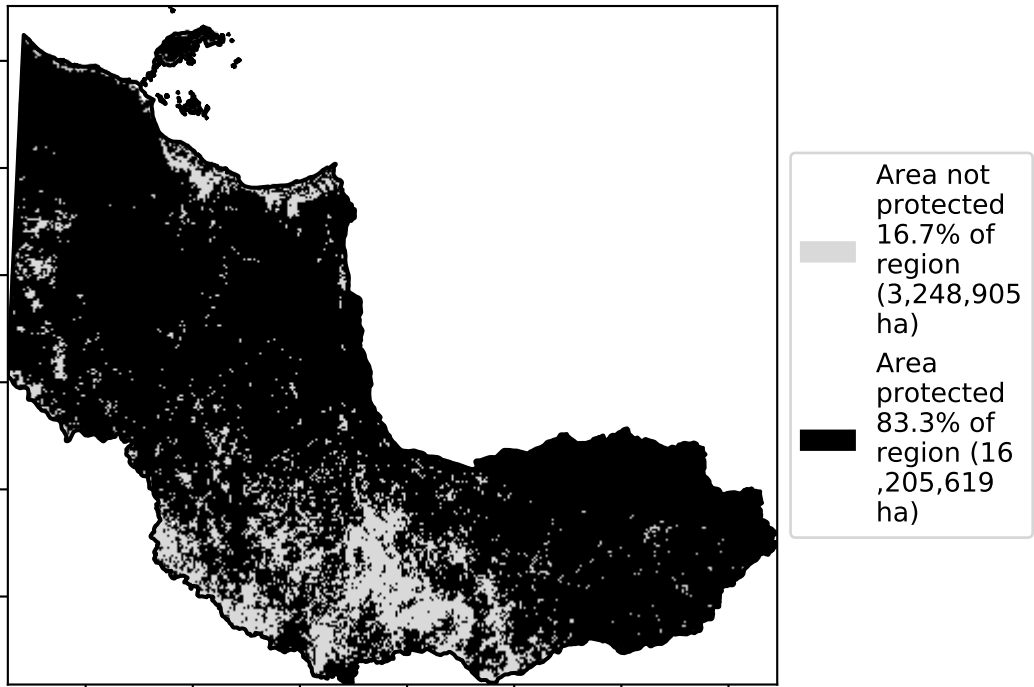 Area not
protected
16.7% of
region
(3,248,905
ha)
Area
protected
83.3% of
region (16
,205,619
ha)